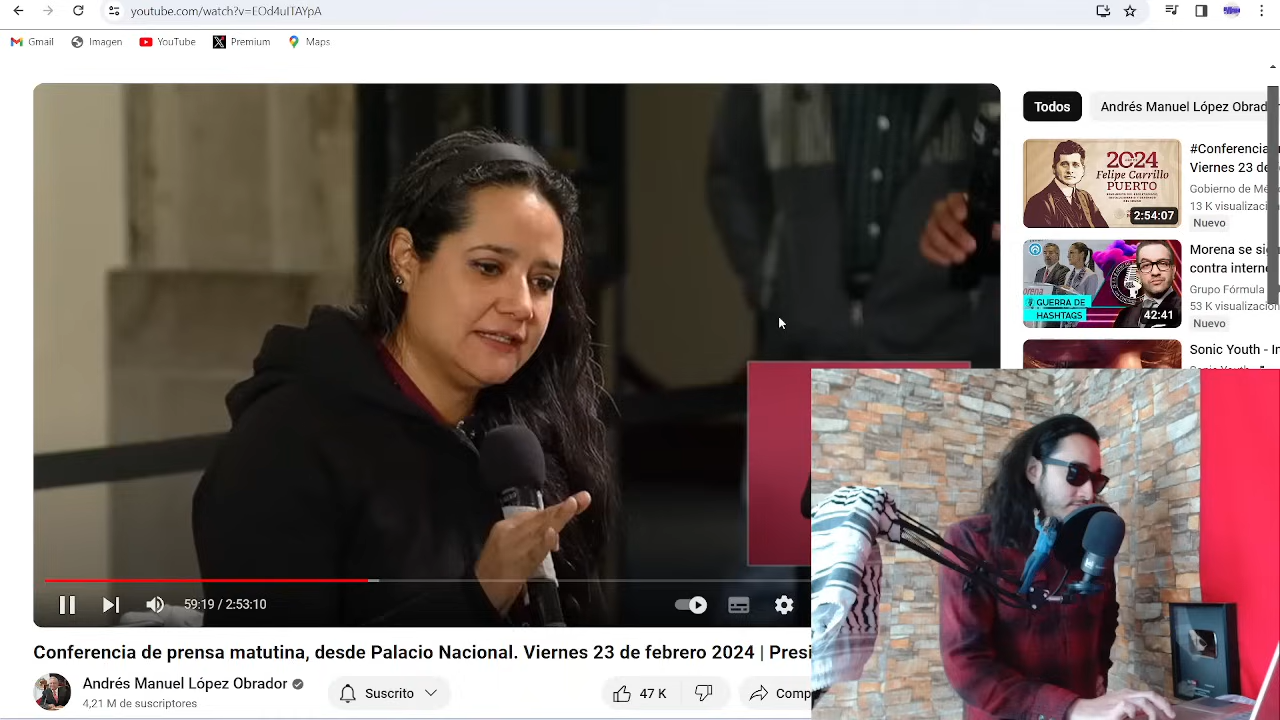 youtube.com/watch?v=EOd4uITAYpA
Gmail
Imagen
YouTube
Premium
Maps
Todos
Andrés Manuel López Obrad
2024
Felipe Carrillo
PUERTO
2:54:07
#Conferencia
Viernes 23 de
Gobierno de Mé
13 K visualizacio
Nuevo
GUERRA DE
HASHTAGS
42:41
Morena se si
contra interne
Grupo Fórmula
53 K visualizacio
Nuevo
Sonic Youth - In
59:19 / 2:53:10
Conferencia de prensa matutina, desde Palacio Nacional. Viernes 23 de febrero 2024 | Presi
Andrés Manuel López Obrador
4,21 M de suscriptores
Suscrito
47 K
Comp